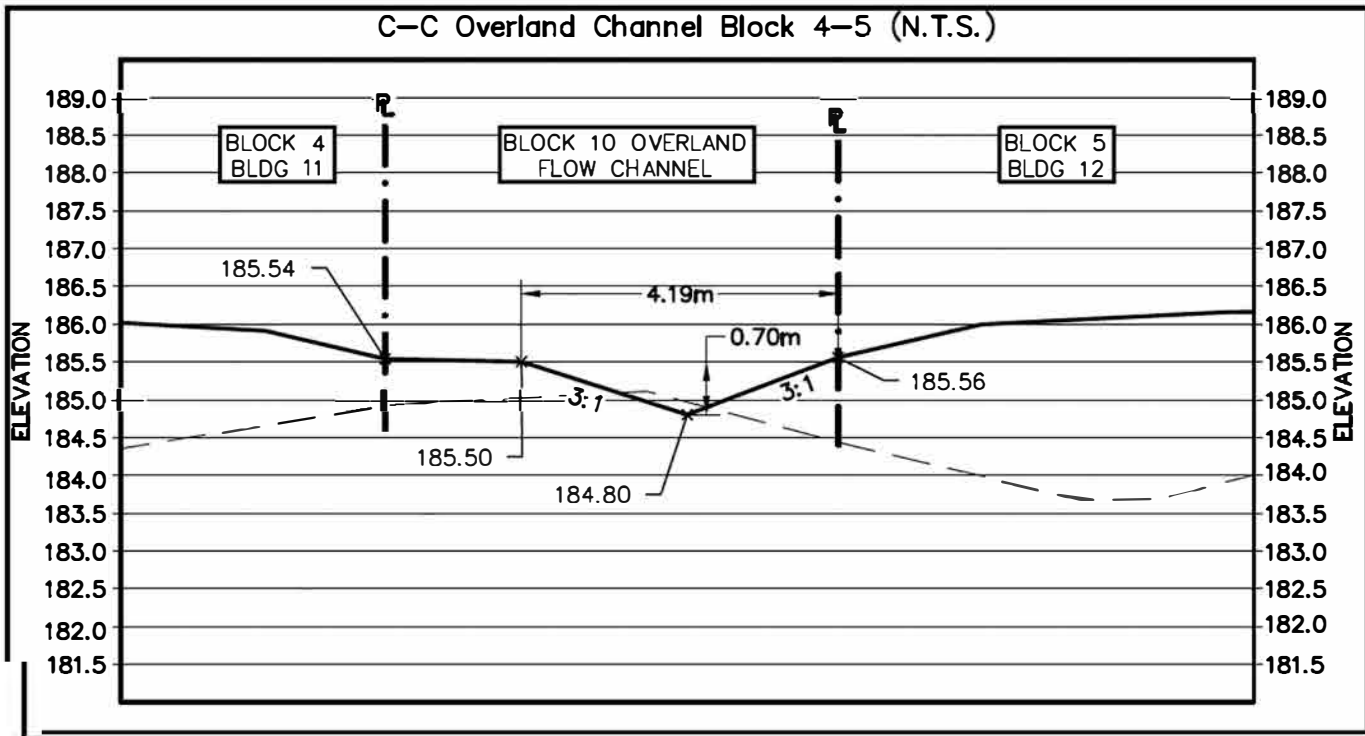 C-C Overland Channel Block 4-5 (N.T.S.)
ELEVATION
189.0
188.5
188.0
187.5
187.0
186.5
186.0
185.5
185.0
184.5
184.0
183.5
183.0
182.5
182.0
181.5
BLOCK 4
BLDG 11
PL
BLOCK 10 OVERLAND
FLOW CHANNEL
PL
BLOCK 5
BLDG 12
185.54
4.19m
0.70m
3:1
3:1
185.56
185.50
184.80
189.0
188.5
188.0
187.5
187.0
186.5
186.0
185.5
185.0
184.5
184.0
183.5
183.0
182.5
182.0
181.5
ELEVATION